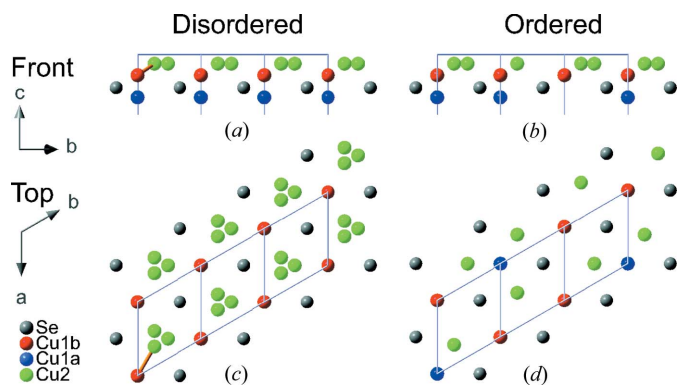 Disordered
Ordered
Front
c
b
(a)
(b)
Top
b
a
Se
Cu1b
Cu1a
Cu2
(c)
(d)